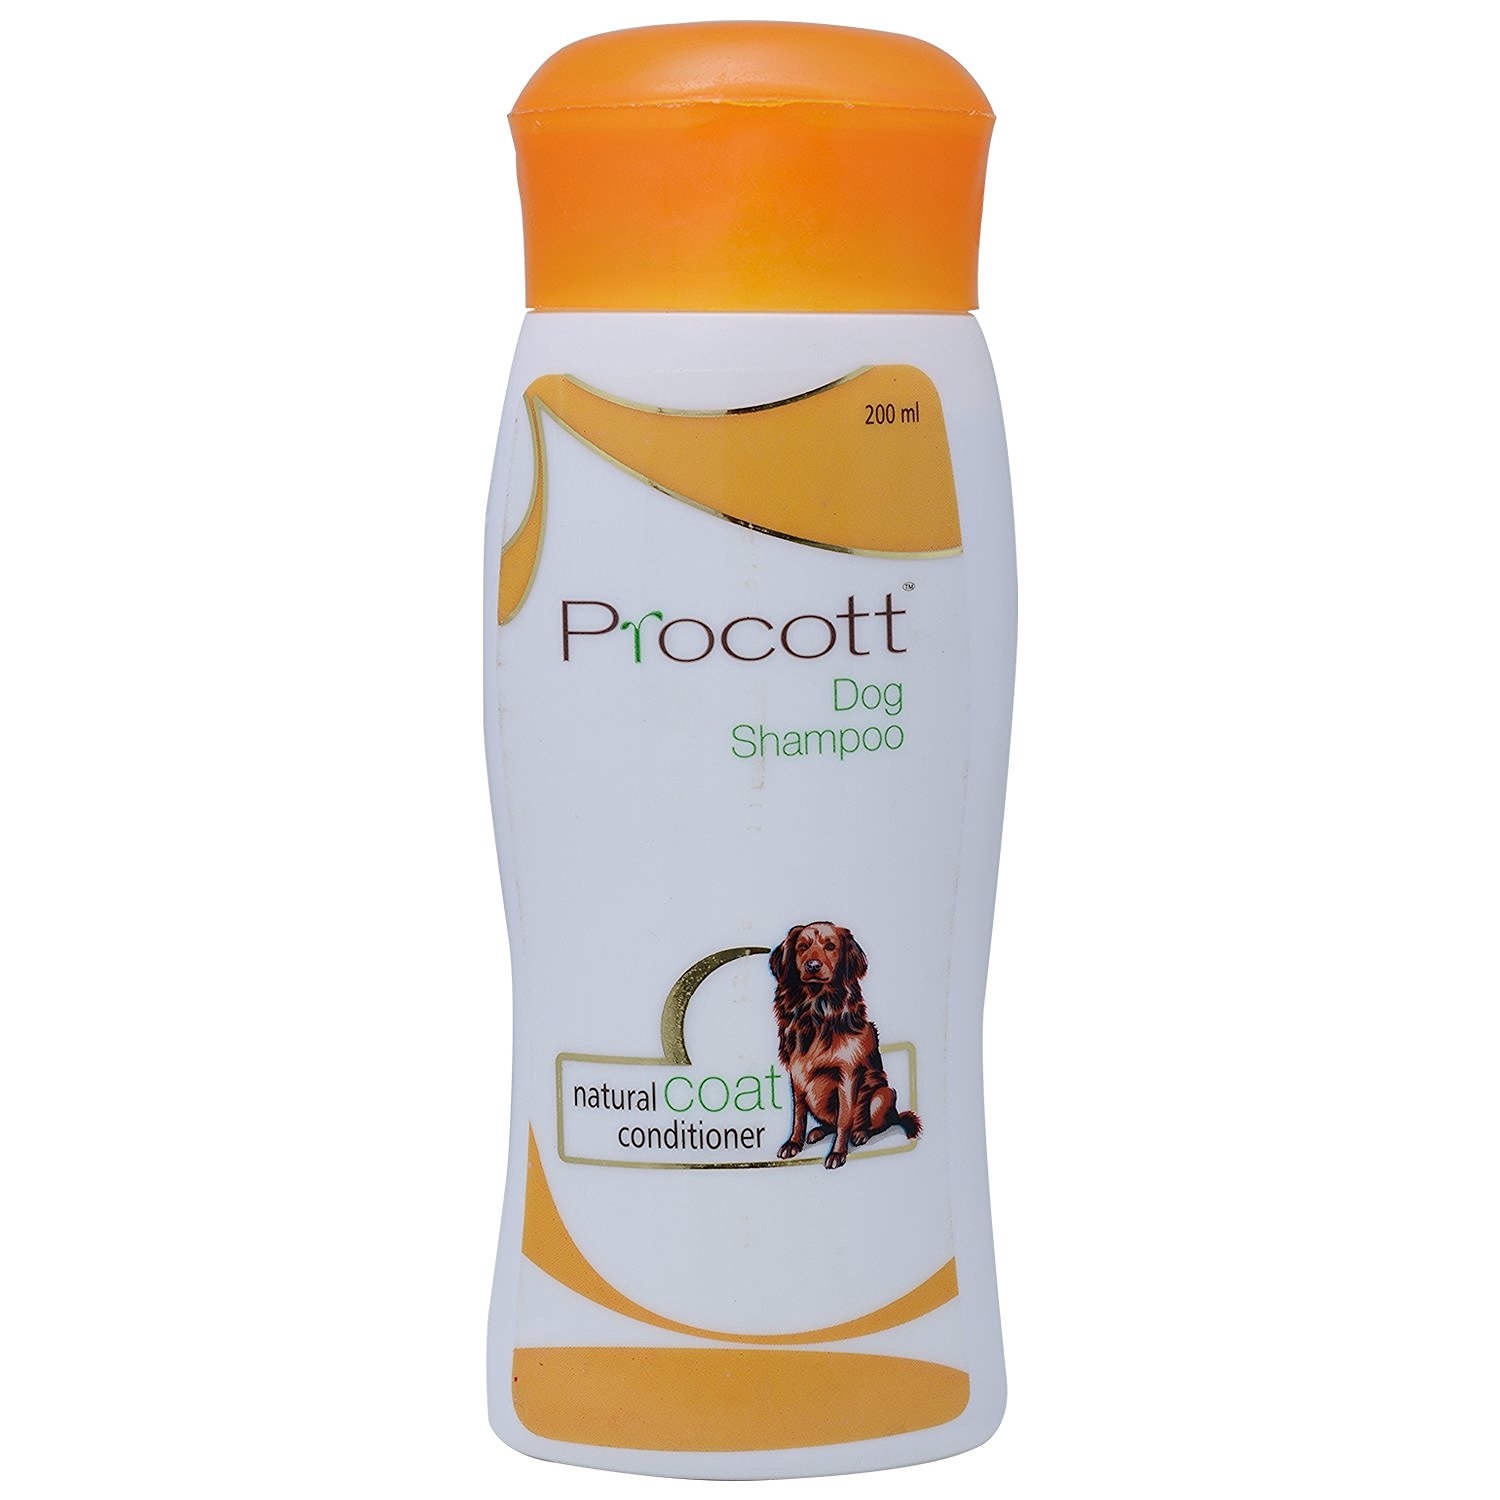 200 ml
Procott™
Dog
Shampoo
natural coat
conditioner